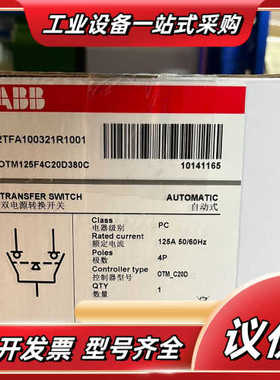 工业设备一站式采购
ABB
2TFA100321R1001
OTM125F4C20D380C
10141165
TRANSFER SWITCH
双电源转换开关
AUTOMATIC
自动式
Class
电器级别
PC
Rated current
额定电流
125A 50/60Hz
Poles
极数
4P
Controller type
控制器型号
OTM_C20D
QTY
数量
1
可开发票 型号齐全
议价